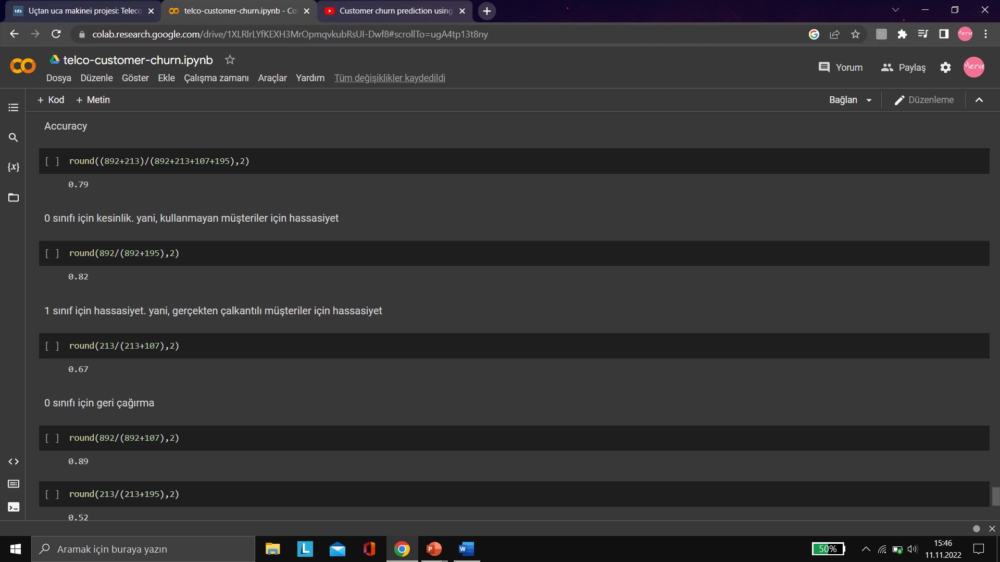 tds Uçtan uca makinei projesi: Teleco
telco-customer-churn.ipynb - Col
Customer churn prediction using
colab.research.google.com/drive/1XLRlrLYfKEXH3MrOpmqvkubRsUI-Dwf8#scrollTo=ugA4tp13t8ny
Merve
telco-customer-churn.ipynb
Yorum
Paylaş
Merve
Dosya Düzenle Göster Ekle Çalışma zamanı Araçlar Yardım Tüm değişiklikler kaydedildi
+ Kod + Metin
Bağlan
Düzenleme
Accuracy
{x}
[ ] round((892+213)/(892+213+107+195),2)
0.79
0 sınıfı için kesinlik. yani, kullanmayan müşteriler için hassasiyet
[ ] round(892/(892+195),2)
0.82
1 sınıf için hassasiyet. yani, gerçekten çalkantılı müşteriler için hassasiyet
[ ] round(213/(213+107),2)
0.67
0 sınıfı için geri çağırma
[ ] round(892/(892+107),2)
0.89
[ ] round(213/(213+195),2)
0.52
Aramak için buraya yazın
L
P
W
50%
15:46
11.11.2022